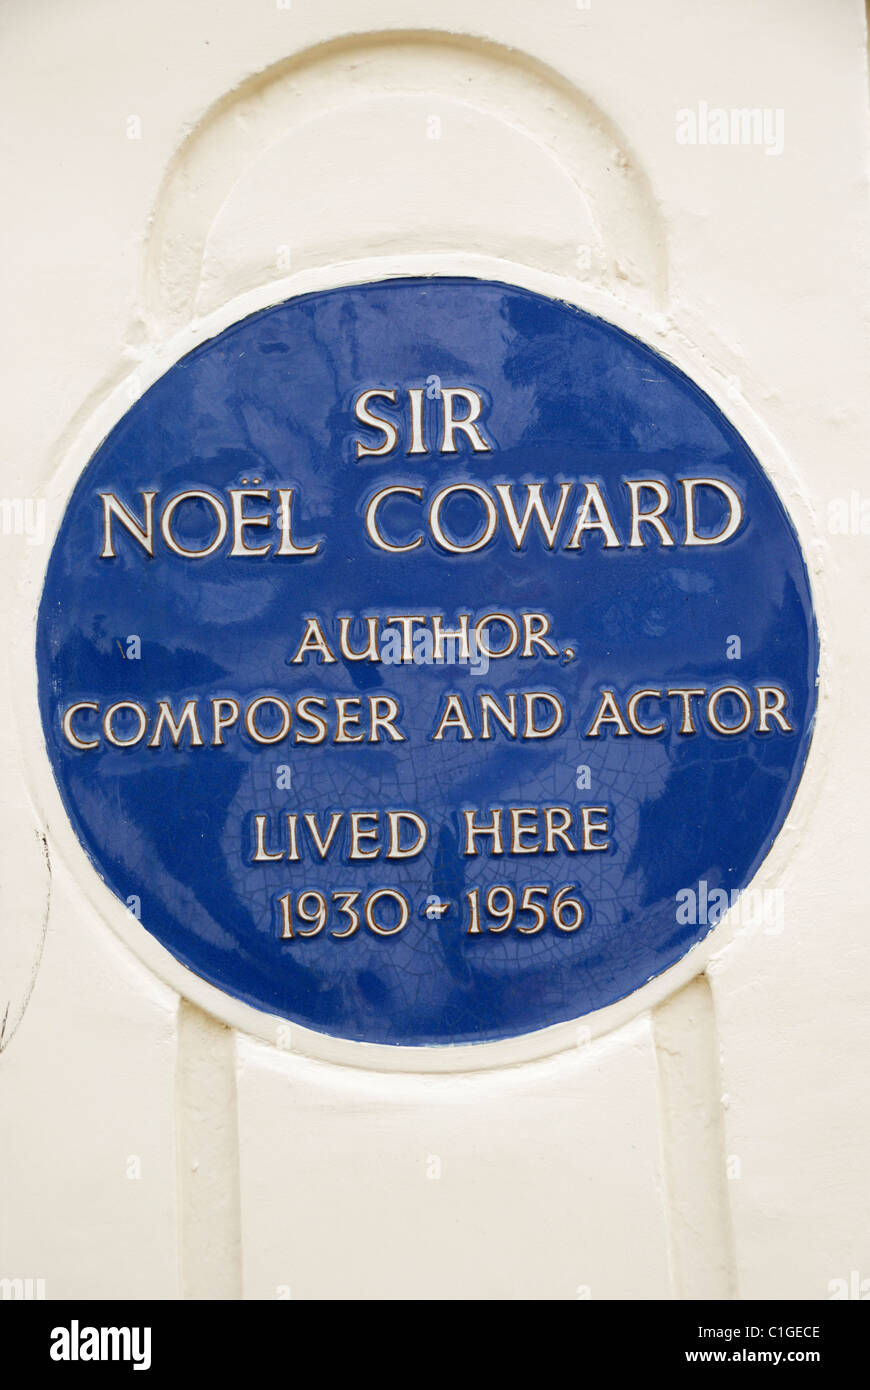 SIR
NOËL COWARD
AUTHOR,
COMPOSER AND ACTOR
LIVED HERE
1930 - 1956
alamy
a
alamy
Image ID: C1GECE
www.alamy.com